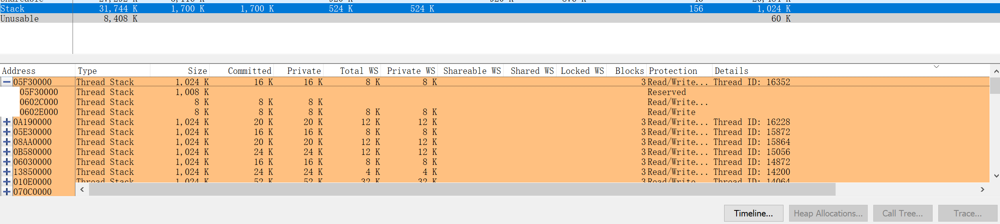 Stack 31,744 K 1,700 K 1,700 K 524 K 524 K 156 1,024 K
Unusable 8,408 K 60 K
Address Type Size Committed Private Total WS Private WS Shareable WS Shared WS Locked WS Blocks Protection Details
05F30000 Thread Stack 1,024 K 16 K 16 K 8 K 8 K 3 Read/Write... Thread ID: 16352
05F30000 Thread Stack 1,008 K Reserved
0602C000 Thread Stack 8 K 8 K 8 K Read/Write...
0602E000 Thread Stack 8 K 8 K 8 K 8 K 8 K Read/Write
0A190000 Thread Stack 1,024 K 20 K 20 K 12 K 12 K 3 Read/Write... Thread ID: 16228
05E30000 Thread Stack 1,024 K 16 K 16 K 8 K 8 K 3 Read/Write... Thread ID: 15872
08AA0000 Thread Stack 1,024 K 20 K 20 K 12 K 12 K 3 Read/Write... Thread ID: 15864
0B580000 Thread Stack 1,024 K 24 K 24 K 12 K 12 K 3 Read/Write... Thread ID: 15056
06030000 Thread Stack 1,024 K 16 K 16 K 8 K 8 K 3 Read/Write... Thread ID: 14872
13850000 Thread Stack 1,024 K 24 K 24 K 4 K 4 K 3 Read/Write... Thread ID: 14200
010E0000 Thread Stack 1,024 K 52 K 52 K 32 K 32 K 3 Read/Write Thread ID: 14064
070C0000
Timeline... Heap Allocations... Call Tree... Trace...